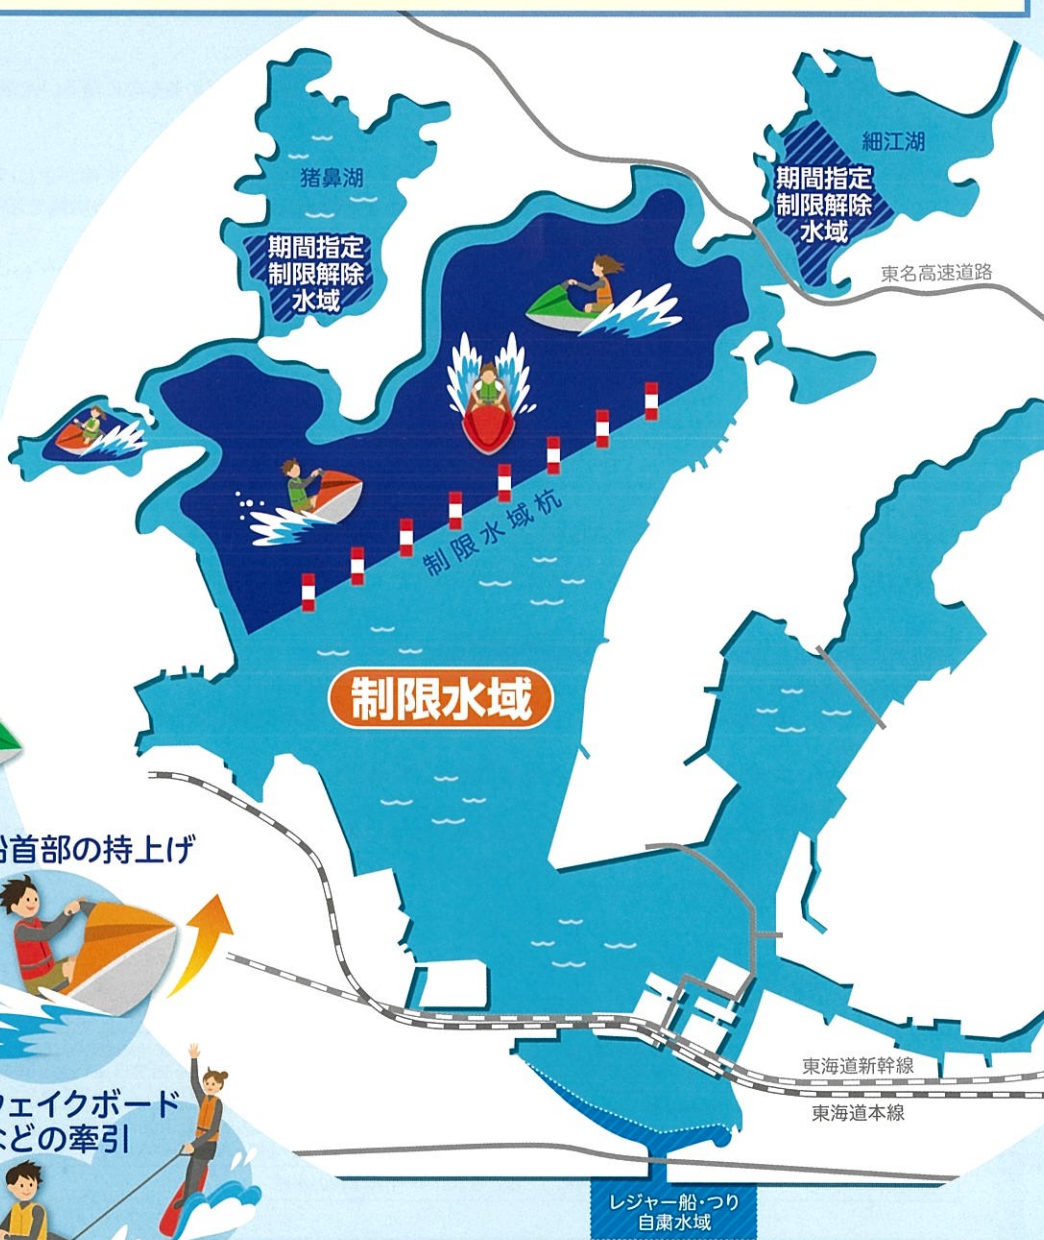 猪鼻湖
期間指定
制限解除
水域
細江湖
期間指定
制限解除
水域
東名高速道路
制限水域杭
制限水域
船首部の持上げ
ウェイクボード
などの牽引
東海道新幹線
東海道本線
レジャー船・つり
自粛水域